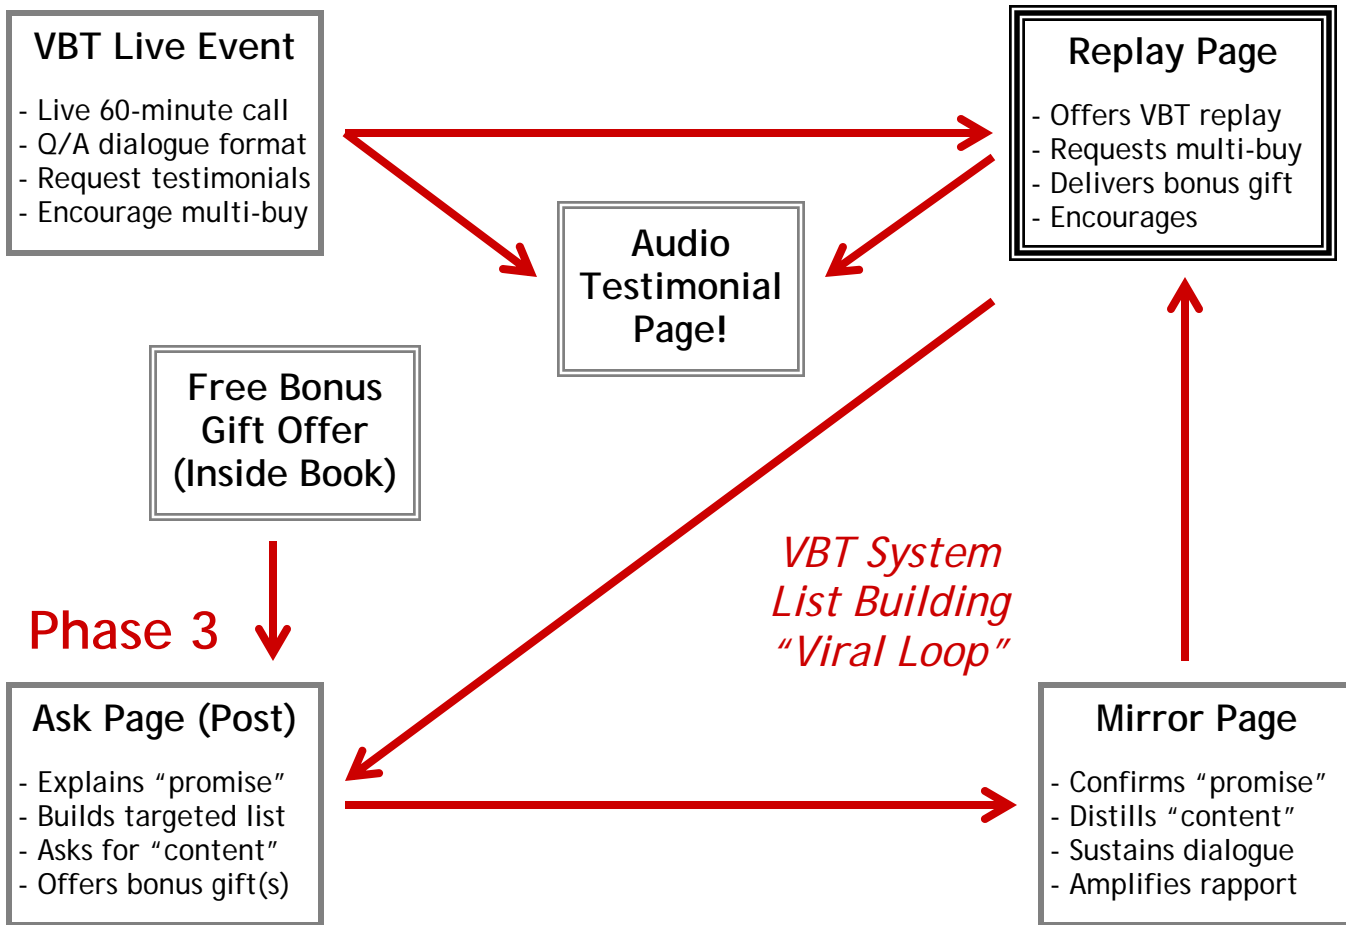 VBT Live Event
- Live 60-minute call
- Q/A dialogue format
- Request testimonials
- Encourage multi-buy
Replay Page
- Offers VBT replay
- Requests multi-buy
- Delivers bonus gift
- Encourages
Audio
Testimonial
Page!
Free Bonus
Gift Offer
(Inside Book)
Phase 3
VBT System
List Building
“Viral Loop”
Ask Page (Post)
- Explains “promise”
- Builds targeted list
- Asks for “content”
- Offers bonus gift(s)
Mirror Page
- Confirms “promise”
- Distills “content”
- Sustains dialogue
- Amplifies rapport